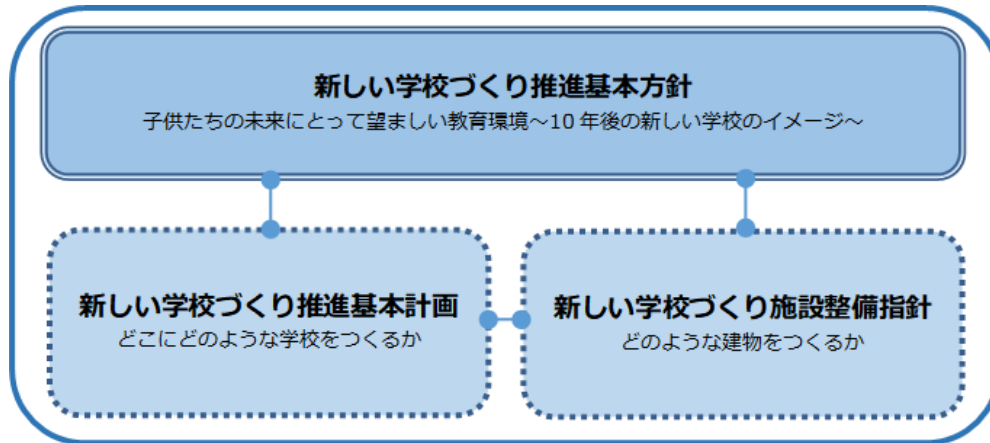 新しい学校づくり推進基本方針
子供たちの未来にとって望ましい教育環境～10年後の新しい学校のイメージ～
新しい学校づくり推進基本計画
どこにどのような学校をつくるか
新しい学校づくり施設整備指針
どのような建物をつくるか